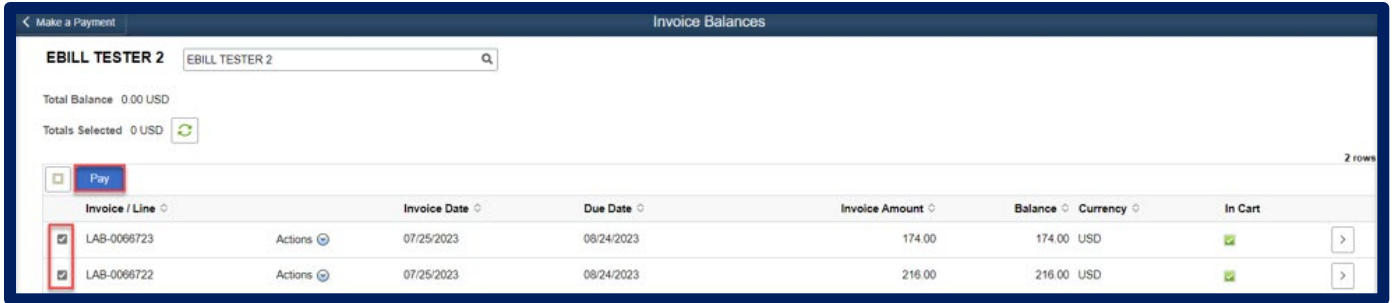 Make a Payment Invoice Balances
EBILL TESTER 2 EBILL TESTER 2
Total Balance 0.00 USD
Totals Selected 0 USD
2 rows
Pay
Invoice / Line Invoice Date Due Date Invoice Amount Balance Currency In Cart
LAB-0066723 Actions 07/25/2023 08/24/2023 174.00 174.00 USD
LAB-0066722 Actions 07/25/2023 08/24/2023 216.00 216.00 USD